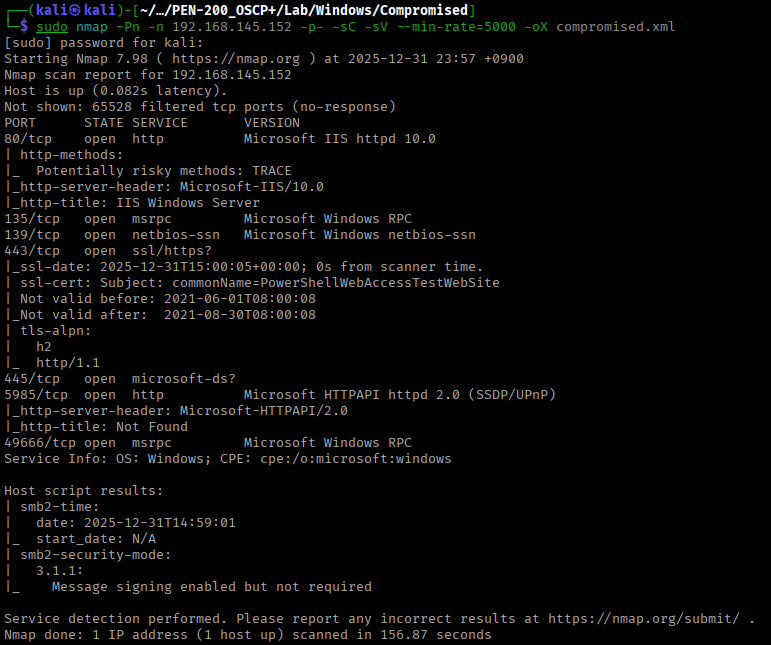 ┌──(kali㉿kali)-[~/…/PEN-200_OSCP+/Lab/Windows/Compromised]
└─$ sudo nmap -Pn -n 192.168.145.152 -p- -sC -sV --min-rate=5000 -oX compromised.xml
[sudo] password for kali:
Starting Nmap 7.98 ( https://nmap.org ) at 2025-12-31 23:57 +0900
Nmap scan report for 192.168.145.152
Host is up (0.082s latency).
Not shown: 65528 filtered tcp ports (no-response)
PORT      STATE SERVICE       VERSION
80/tcp    open  http          Microsoft IIS httpd 10.0
| http-methods:
|_  Potentially risky methods: TRACE
|_http-server-header: Microsoft-IIS/10.0
|_http-title: IIS Windows Server
135/tcp   open  msrpc         Microsoft Windows RPC
139/tcp   open  netbios-ssn   Microsoft Windows netbios-ssn
443/tcp   open  ssl/https?
|_ssl-date: 2025-12-31T15:00:05+00:00; 0s from scanner time.
| ssl-cert: Subject: commonName=PowerShellWebAccessTestWebSite
| Not valid before: 2021-06-01T08:00:08
|_Not valid after:  2021-08-30T08:00:08
| tls-alpn:
|   h2
|_  http/1.1
445/tcp   open  microsoft-ds?
5985/tcp  open  http          Microsoft HTTPAPI httpd 2.0 (SSDP/UPnP)
|_http-server-header: Microsoft-HTTPAPI/2.0
|_http-title: Not Found
49666/tcp open  msrpc         Microsoft Windows RPC
Service Info: OS: Windows; CPE: cpe:/o:microsoft:windows

Host script results:
| smb2-time:
|   date: 2025-12-31T14:59:01
|_  start_date: N/A
| smb2-security-mode:
|   3.1.1:
|_    Message signing enabled but not required

Service detection performed. Please report any incorrect results at https://nmap.org/submit/ .
Nmap done: 1 IP address (1 host up) scanned in 156.87 seconds